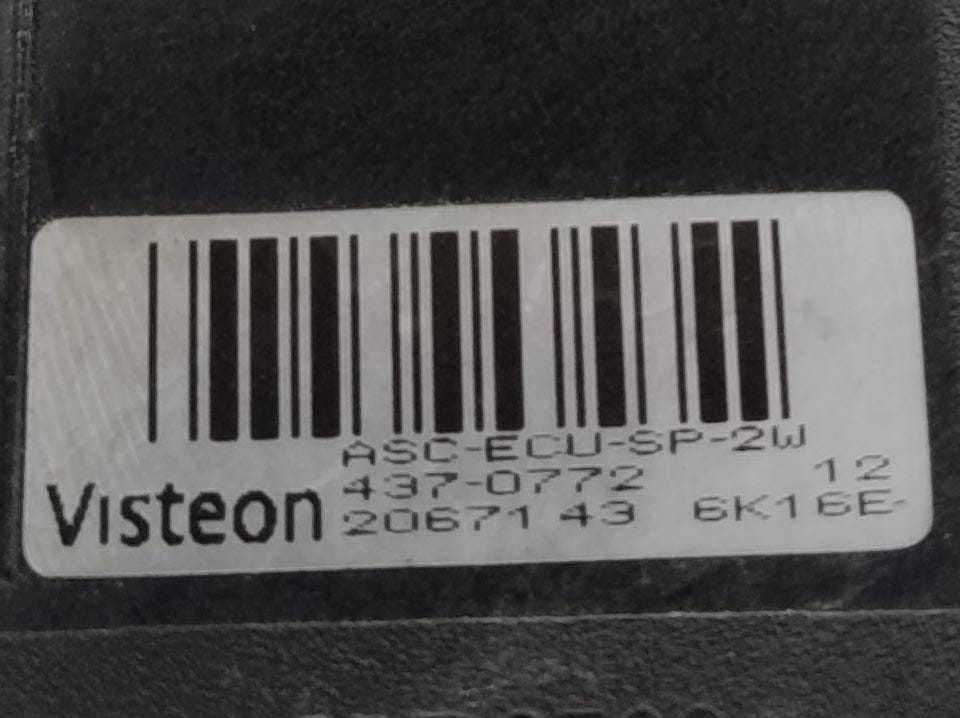 ASC-ECU-SP-2W
437-0772 12
Visteon 20671 43 6K16E-